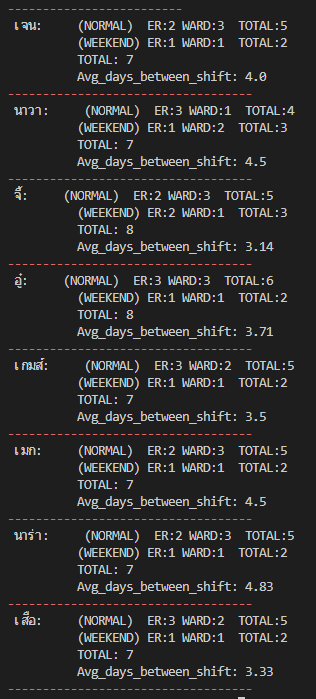 ---------------------------
เจน: (NORMAL) ER:2 WARD:3 TOTAL:5
(WEEKEND) ER:1 WARD:1 TOTAL:2
TOTAL: 7
Avg_days_between_shift: 4.0
-----------------------------------
นาวา: (NORMAL) ER:3 WARD:1 TOTAL:4
(WEEKEND) ER:1 WARD:2 TOTAL:3
TOTAL: 7
Avg_days_between_shift: 4.5
-----------------------------------
จี้: (NORMAL) ER:2 WARD:3 TOTAL:5
(WEEKEND) ER:2 WARD:1 TOTAL:3
TOTAL: 8
Avg_days_between_shift: 3.14
-----------------------------------
อู๋: (NORMAL) ER:3 WARD:3 TOTAL:6
(WEEKEND) ER:1 WARD:1 TOTAL:2
TOTAL: 8
Avg_days_between_shift: 3.71
-----------------------------------
เกมส์: (NORMAL) ER:3 WARD:2 TOTAL:5
(WEEKEND) ER:1 WARD:1 TOTAL:2
TOTAL: 7
Avg_days_between_shift: 3.5
-----------------------------------
เมก: (NORMAL) ER:2 WARD:3 TOTAL:5
(WEEKEND) ER:1 WARD:1 TOTAL:2
TOTAL: 7
Avg_days_between_shift: 4.5
-----------------------------------
นาร่า: (NORMAL) ER:2 WARD:3 TOTAL:5
(WEEKEND) ER:1 WARD:1 TOTAL:2
TOTAL: 7
Avg_days_between_shift: 4.83
-----------------------------------
เสือ: (NORMAL) ER:3 WARD:2 TOTAL:5
(WEEKEND) ER:1 WARD:1 TOTAL:2
TOTAL: 7
Avg_days_between_shift: 3.33
-----------------------------------